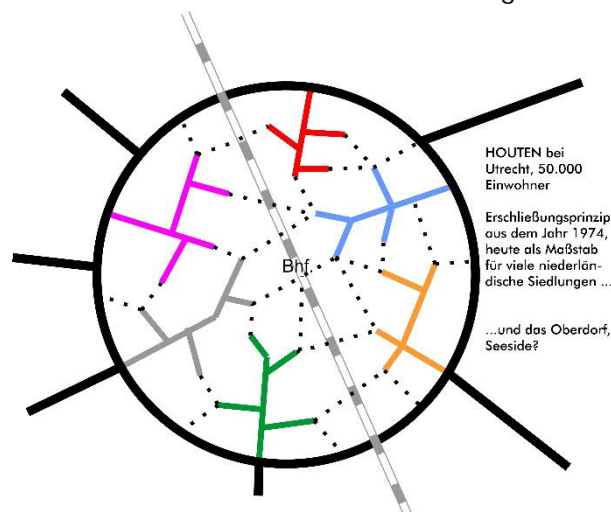 HOUTEN bei
Utrecht, 50.000
Einwohner
Erschließungsprinzip
aus dem Jahr 1974,
heute als Maßstab
für viele niederlän-
dische Siedlungen ...
...und das Oberdorf,
Seeside?
Bhf.